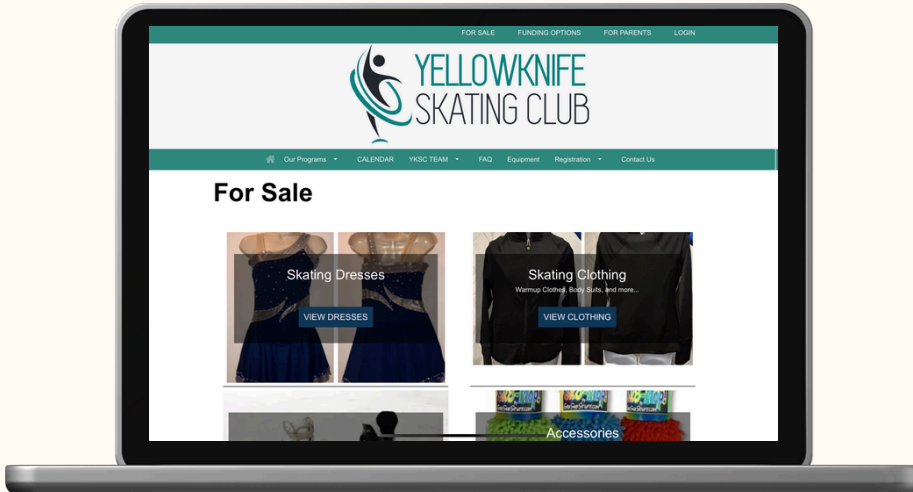 FOR SALE FUNDING OPTIONS FOR PARENTS LOGIN
YELLOWKNIFE
SKATING CLUB
Our Programs CALENDAR YKSC TEAM FAQ Equipment Registration Contact Us
For Sale
Skating Dresses
VIEW DRESSES
Skating Clothing
Warmup Clothes, Body Suits, and more...
VIEW CLOTHING
Accessories